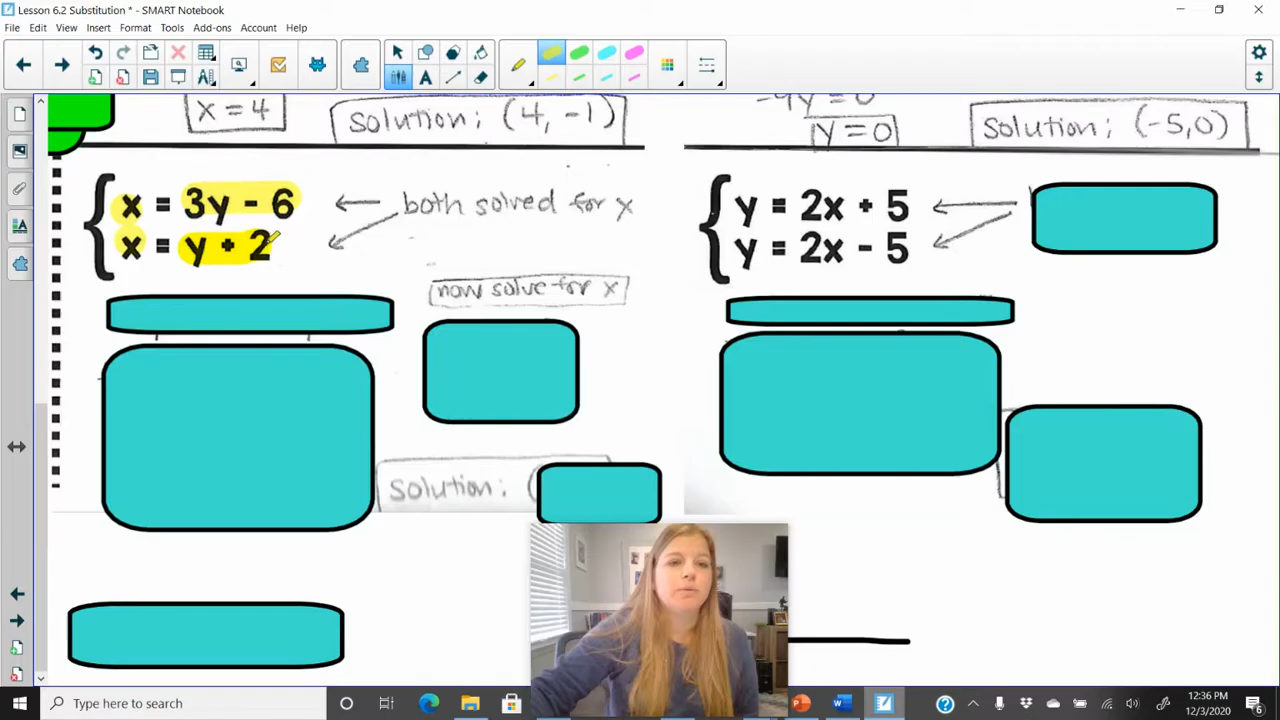 Lesson 6.2 Substitution * - SMART Notebook
File Edit View Insert Format Tools Add-ons Account Help
x = 4
solution: (4, -1)
y = 0
solution: (-5,0)
x = 3y - 6
both solved for x
x = y + 2
now solve for x
solution: (
y = 2x + 5
y = 2x - 5
Type here to search
12:36 PM
12/3/2020
6